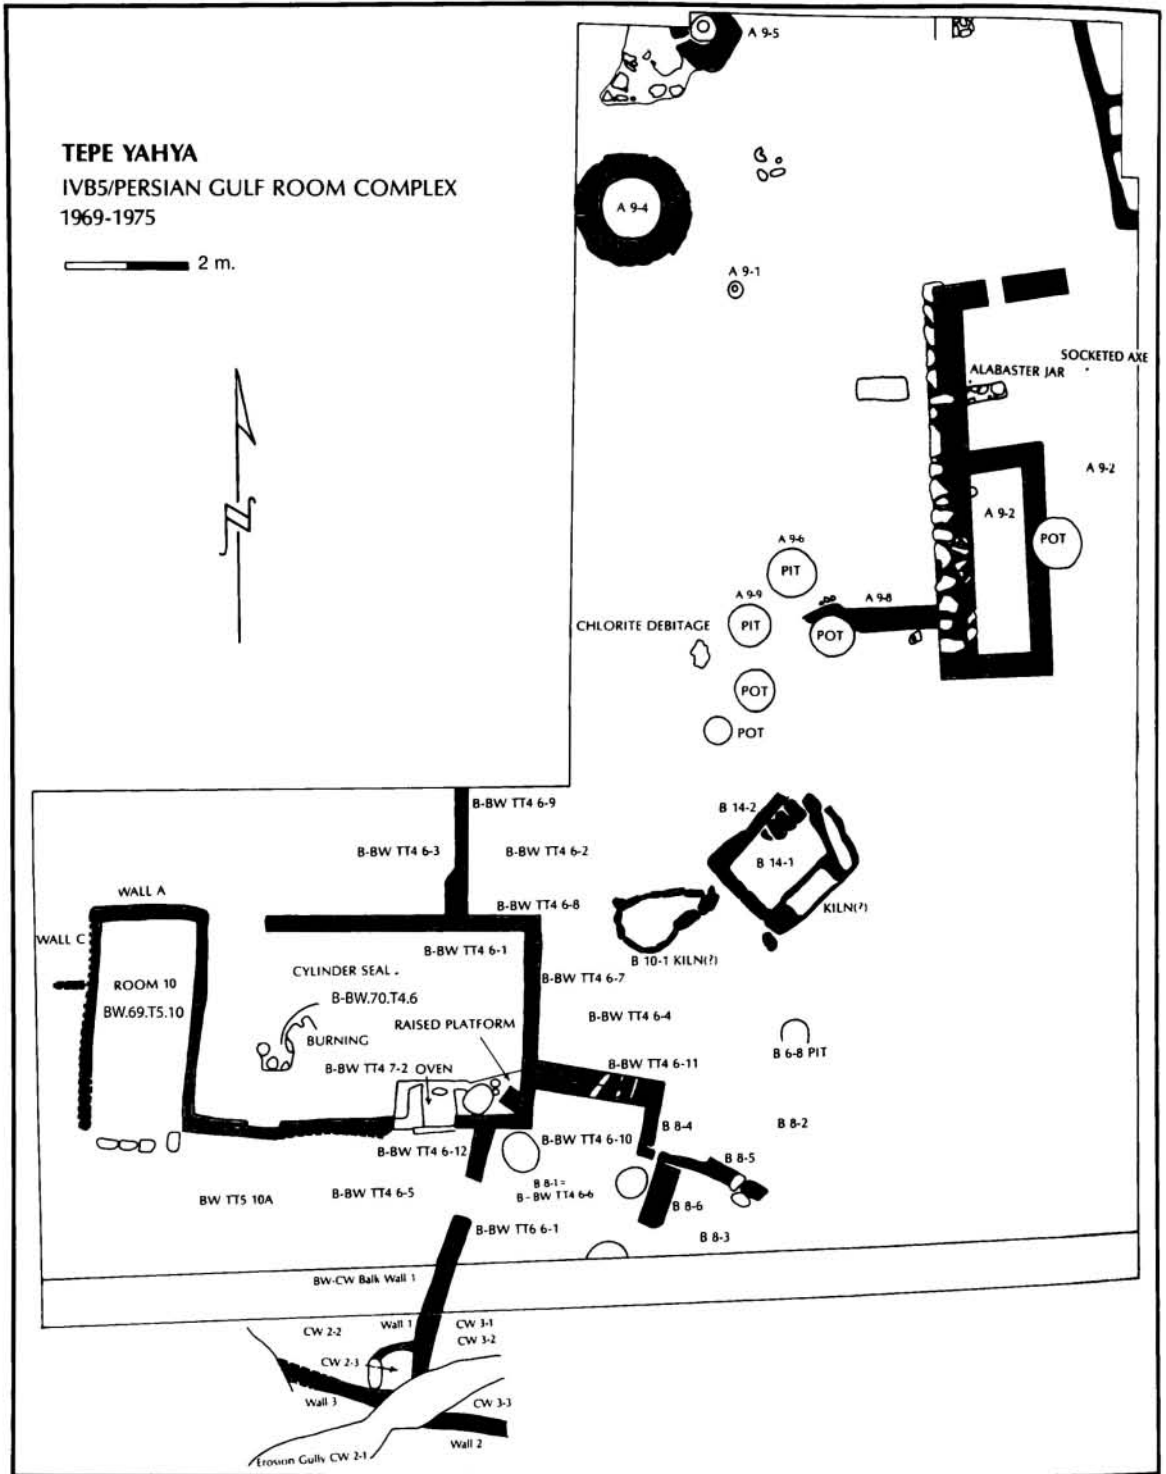 TEPE YAHYA
IVB5/PERSIAN GULF ROOM COMPLEX
1969-1975
2 m.
N
A 9-5
A 9-4
A 9-1
SOCKETED AXE
ALABASTER JAR
A 9-2
A 9-2
POT
A 9-6
PIT
A 9-9
PIT
A 9-8
POT
CHLORITE DEBITAGE
POT
POT
B-BW TT4 6-9
B 14-2
B-BW TT4 6-3
B-BW TT4 6-2
B 14-1
WALL A
B-BW TT4 6-8
KILN(?)
WALL C
B-BW TT4 6-1
B 10-1 KILN(?)
CYLINDER SEAL
B-BW TT4 6-7
ROOM 10
B-BW.70.T4.6
BW.69.T5.10
B-BW TT4 6-4
RAISED PLATFORM
BURNING
B 6-8 PIT
B-BW TT4 7-2 OVEN
B-BW TT4 6-11
B 8-4
B 8-2
B-BW TT4 6-10
B-BW TT4 6-12
B 8-5
B 8-1=
B-BW TT4 6-6
BW TT5 10A
B-BW TT4 6-5
B 8-6
B-BW TT6 6-1
B 8-3
BW-CW Balk Wall 1
CW 2-2
Wall 1
CW 3-1
CW 3-2
CW 2-3
Wall 3
CW 3-3
Wall 2
Erosion Gully CW 2-1